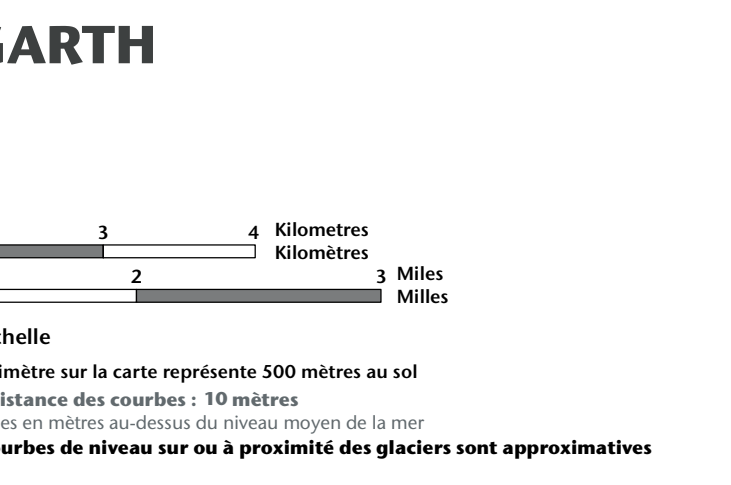 GARTH
3 4 Kilometres
Kilomètres
2 3 Miles
Milles
chelle
imètre sur la carte représente 500 mètres au sol
istance des courbes : 10 mètres
es en mètres au-dessus du niveau moyen de la mer
ourbes de niveau sur ou à proximité des glaciers sont approximatives